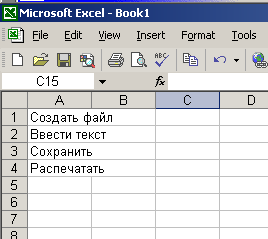 Microsoft Excel - Book1
File Edit View Insert Format Tools
C15 fx
A B C D
1 Создать файл
2 Ввести текст
3 Сохранить
4 Распечатать
5
6
7
8